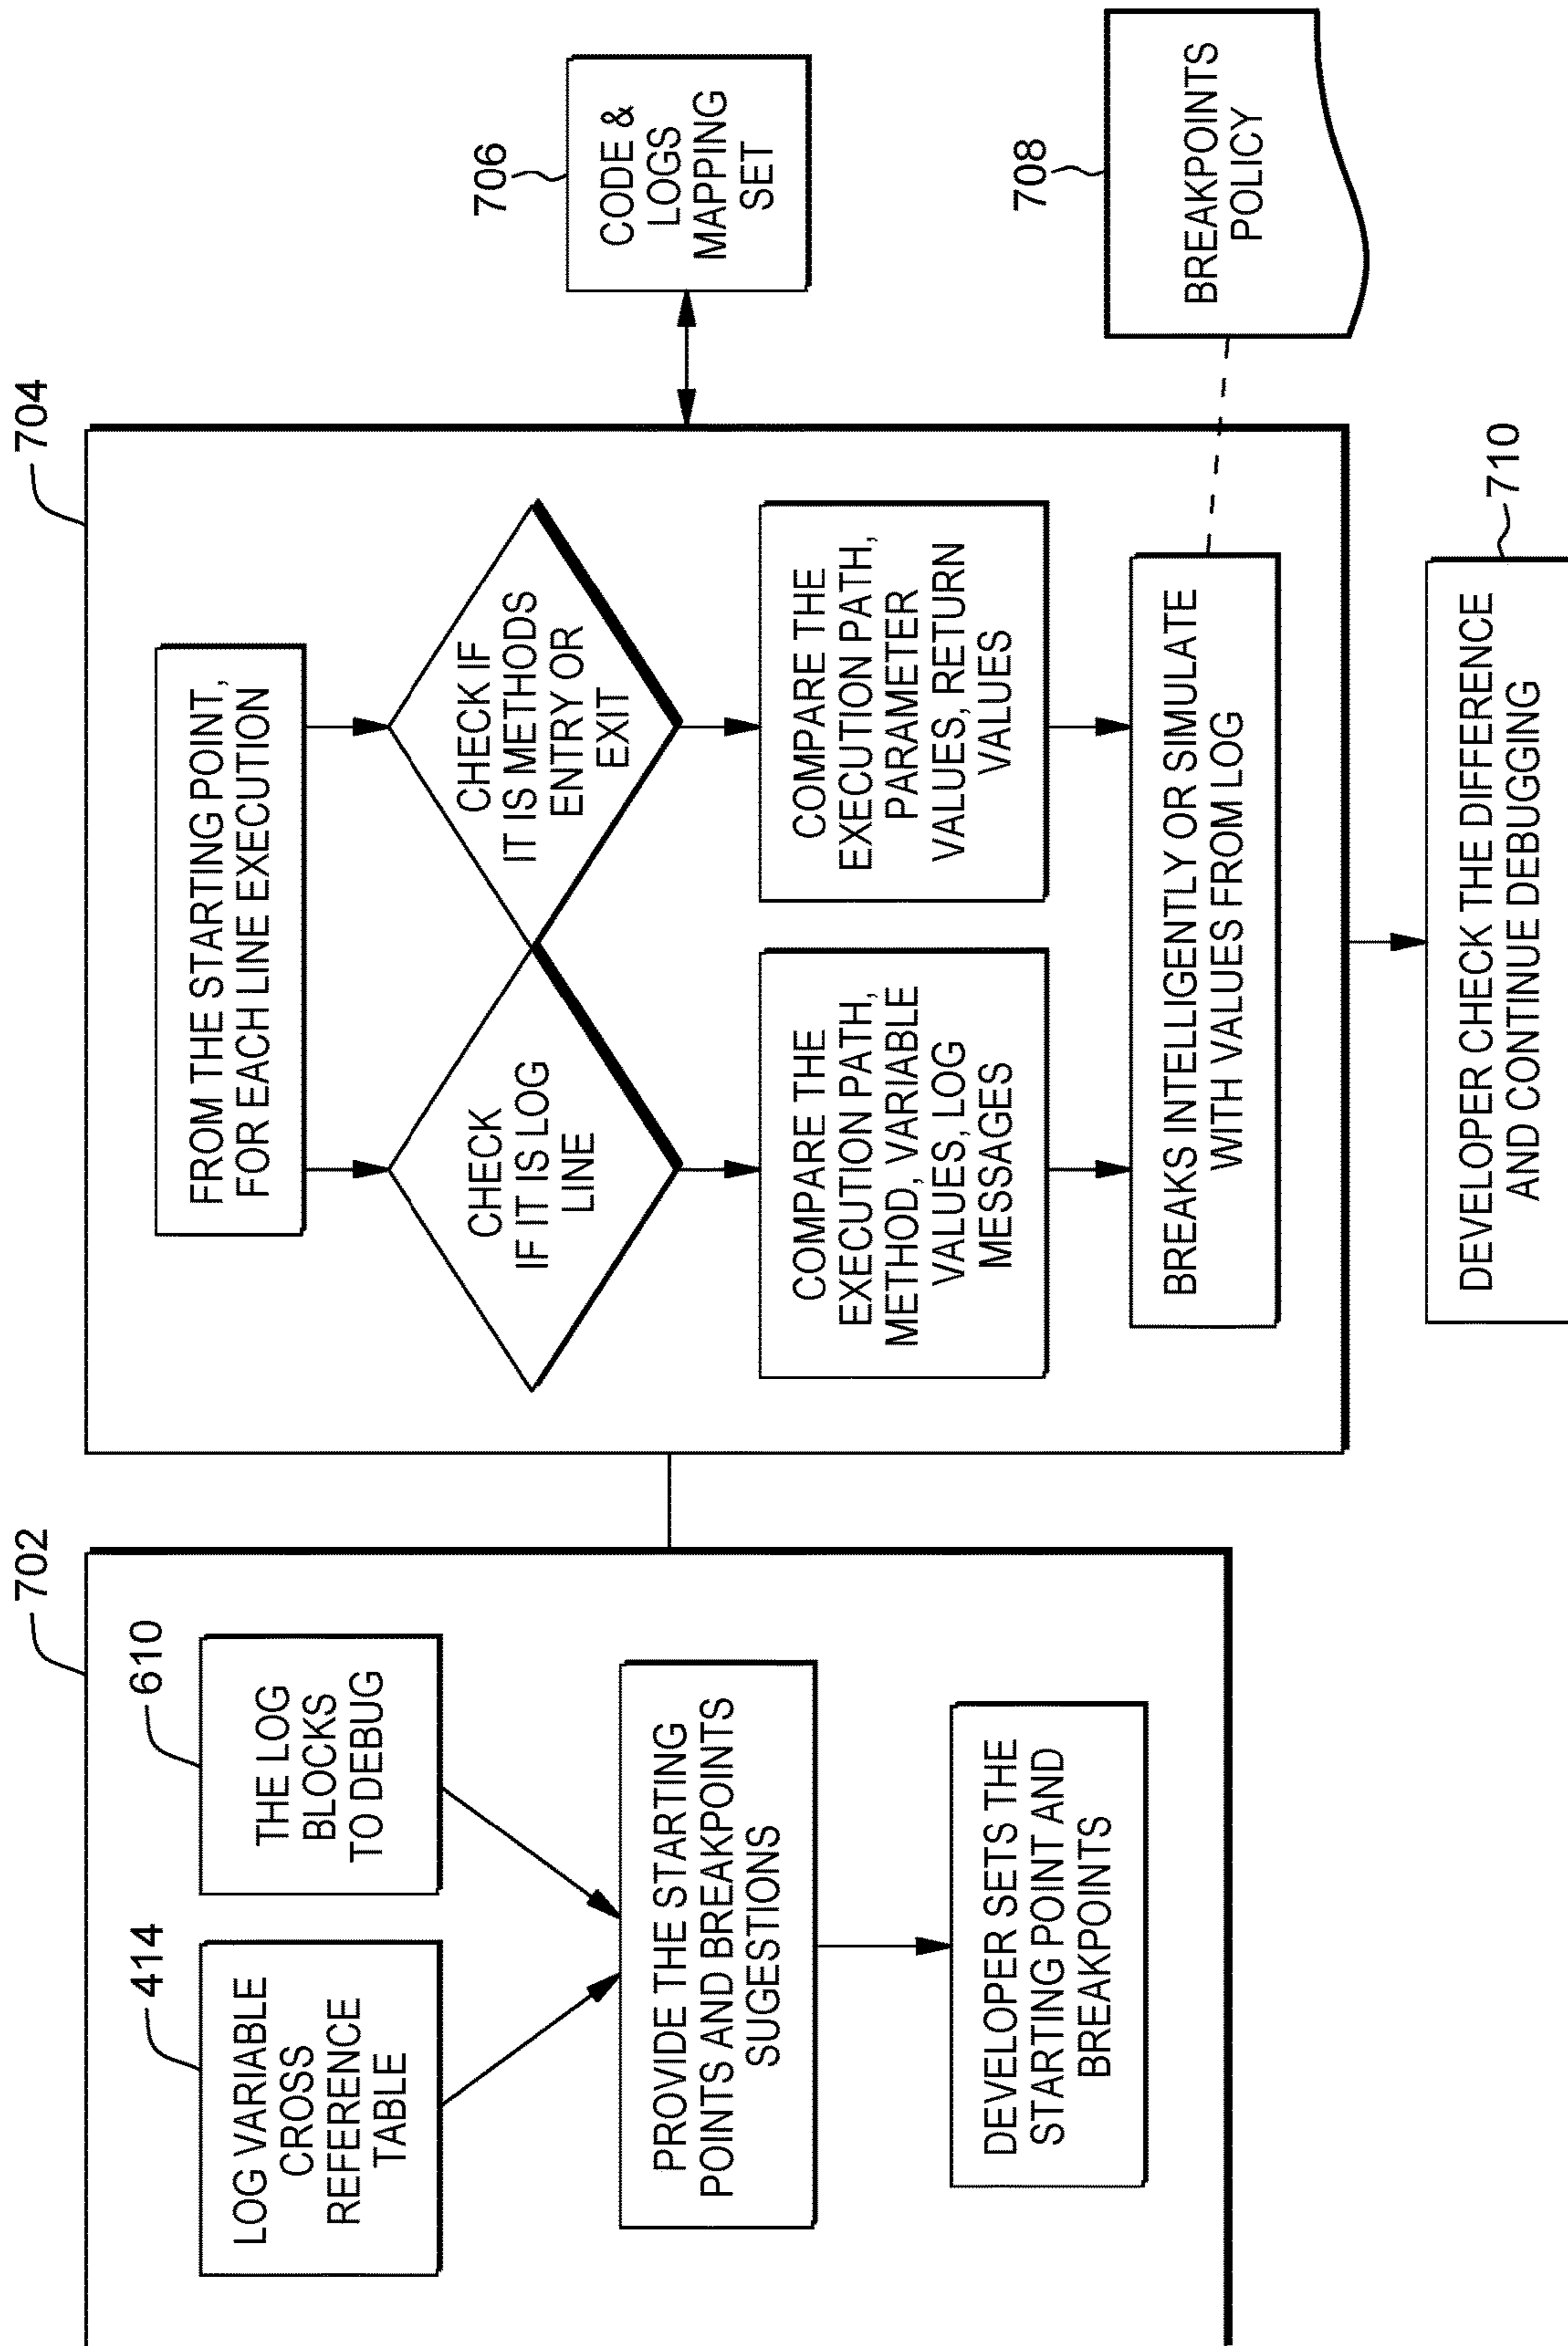 702
414
LOG VARIABLE
CROSS
REFERENCE
TABLE
610
THE LOG
BLOCKS
TO DEBUG
PROVIDE THE STARTING
POINTS AND BREAKPOINTS
SUGESTIONS
DEVELOPER SETS THE
STARTING POINT AND
BREAKPOINTS
704
FROM THE STARTING POINT,
FOR EACH LINE EXECUTION
CHECK
IF IT IS LOG
LINE
CHECK IF
IT IS METHODS
ENTRY OR
EXIT
COMPARE THE
EXECUTION PATH,
METHOD, VARIABLE
VALUES, LOG
MESSAGES
COMPARE THE
EXECUTION PATH,
PARAMETER
VALUES, RETURN
VALUES
BREAKS INTELLIGENTLY OR SIMULATE
WITH VALUES FROM LOG
706
CODE &
LOGS
MAPPING
SET
708
BREAKPOINTS
POLICY
710
DEVELOPER CHECK THE DIFFERENCE
AND CONTINUE DEBUGGING